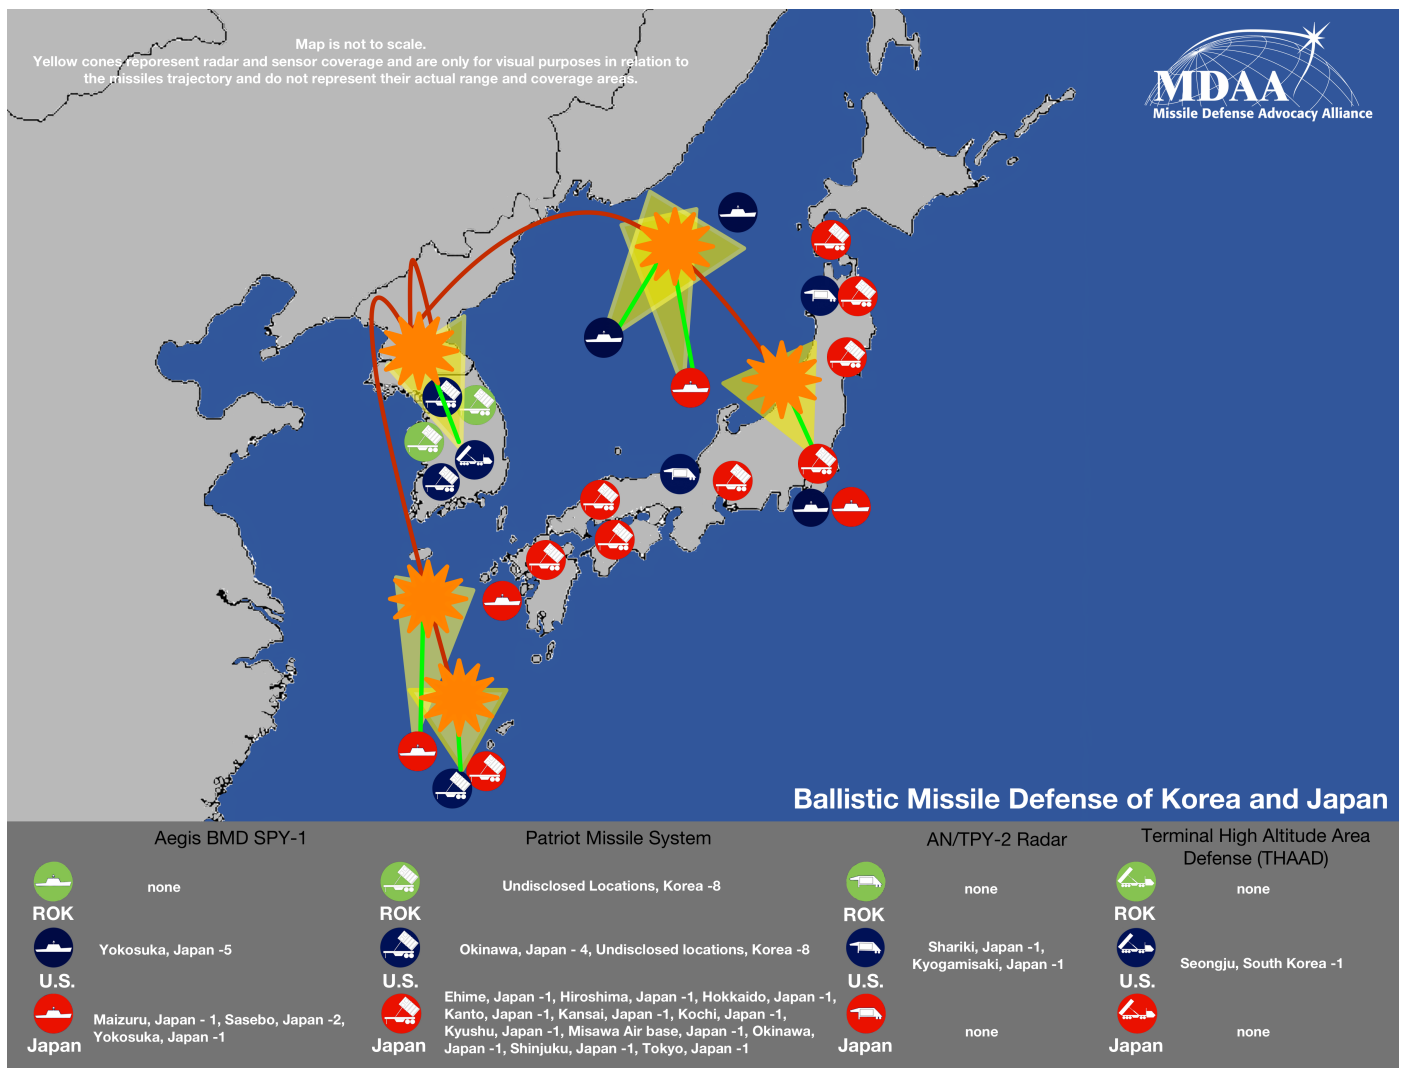 Map is not to scale.
Yellow cones reporesent radar and sensor coverage and are only for visual purposes in relation to
the missiles trajectory and do not represent their actual range and coverage areas.
MDAA
Missile Defense Advocacy Alliance
Ballistic Missile Defense of Korea and Japan
Aegis BMD SPY-1
Patriot Missile System
AN/TPY-2 Radar
Terminal High Altitude Area
Defense (THAAD)
ROK
none
ROK
Undisclosed Locations, Korea -8
ROK
none
ROK
none
U.S.
Yokosuka, Japan -5
U.S.
Okinawa, Japan - 4, Undisclosed locations, Korea -8
U.S.
Shariki, Japan -1,
Kyogamisaki, Japan -1
U.S.
Seongju, South Korea -1
Japan
Maizuru, Japan - 1, Sasebo, Japan -2,
Yokosuka, Japan -1
Japan
Ehime, Japan -1, Hiroshima, Japan -1, Hokkaido, Japan -1,
Kanto, Japan -1, Kansai, Japan -1, Kochi, Japan -1,
Kyushu, Japan -1, Misawa Air base, Japan -1, Okinawa,
Japan -1, Shinjuku, Japan -1, Tokyo, Japan -1
Japan
none
Japan
none